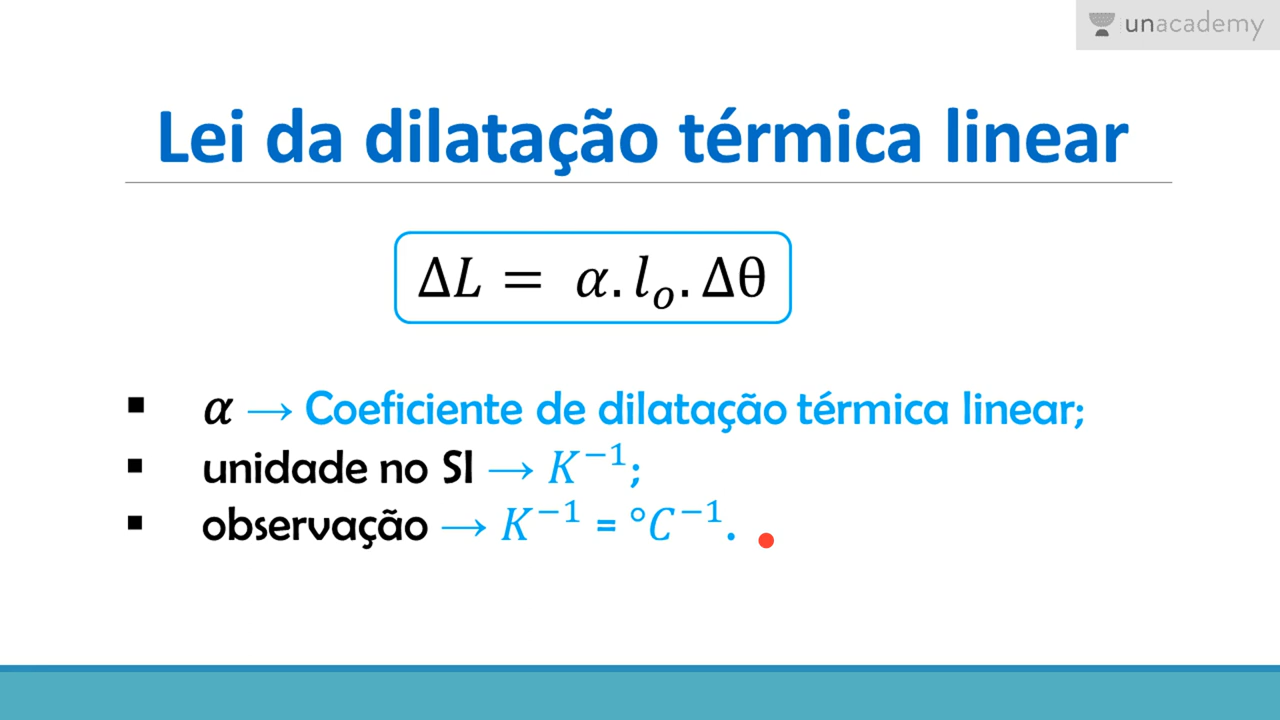 unacademy
Lei da dilatação térmica linear
ΔL = α. l₀. Δθ
▪ α → Coeficiente de dilatação térmica linear;
▪ unidade no SI → K⁻¹;
▪ observação → K⁻¹ = °C⁻¹.